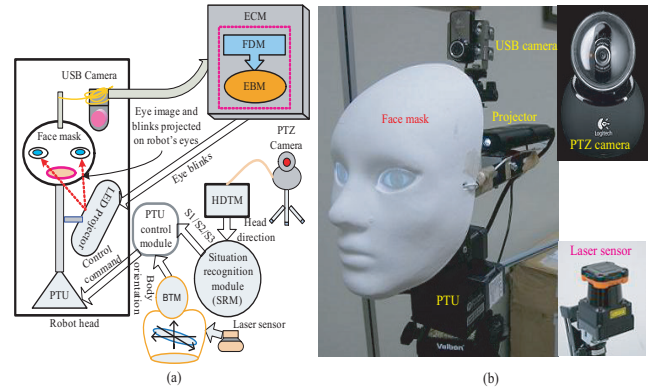 ECM
FDM
EBM
USB Camera
Face mask
Eye image and
blinks projected
on robot's eyes
PTZ
Camera
Eye blinks
LED Projector
HDTM
Head
direction
S1/S2/S3
PTU
control
module
Situation
recognition
module
(SRM)
Control
command
Body
orientation
PTU
BTM
Robot head
Laser sensor
(a)
USB camera
Projector
Face mask
Logitech
PTZ camera
Laser sensor
PTU
Velbon
(b)